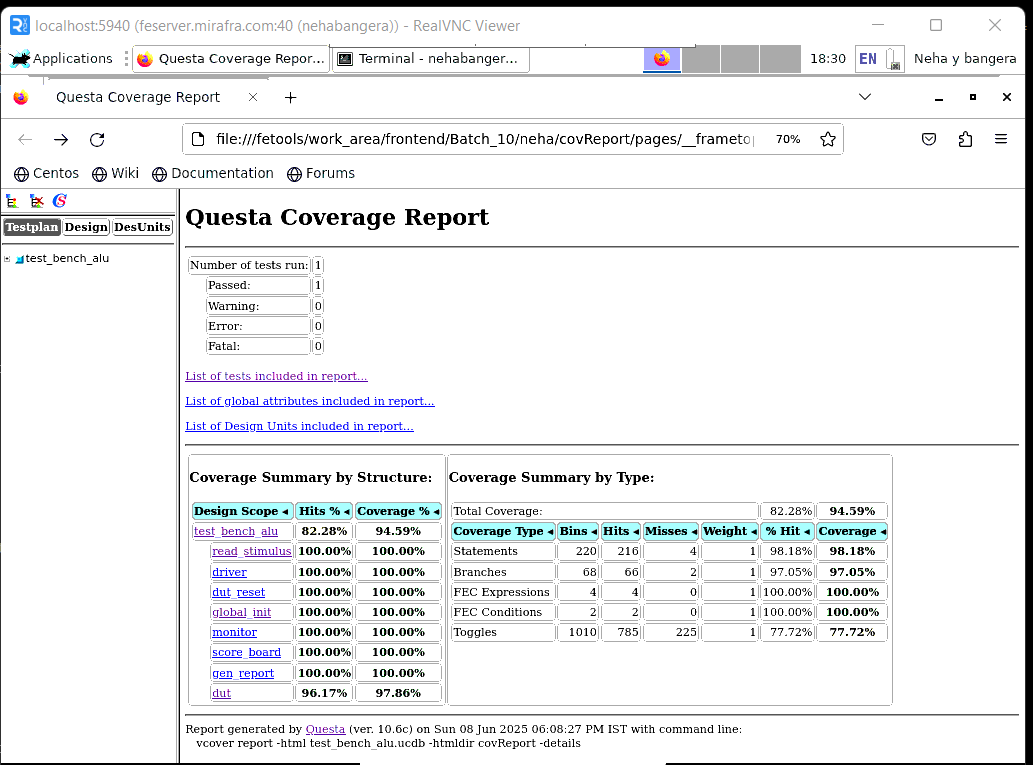 localhost:5940 (feserver.mirafra.com:40 (nehabangera)) - RealVNC Viewer
Applications Questa Coverage Repor... Terminal - nehabanger... 18:30 EN Neha y bangera
Questa Coverage Report
file:///fetools/work_area/frontend/Batch_10/neha/covReport/pages/__frametop 70%
Centos Wiki Documentation Forums
Testplan Design DesUnits
test_bench_alu
Questa Coverage Report
Number of tests run: 1
Passed: 1
Warning: 0
Error: 0
Fatal: 0
List of tests included in report...
List of global attributes included in report...
List of Design Units included in report...
Coverage Summary by Structure:
Design Scope ◂ Hits % ◂ Coverage % ◂
test_bench_alu 82.28% 94.59%
read_stimulus 100.00% 100.00%
driver 100.00% 100.00%
dut_reset 100.00% 100.00%
global_init 100.00% 100.00%
monitor 100.00% 100.00%
score_board 100.00% 100.00%
gen_report 100.00% 100.00%
dut 96.17% 97.86%
Coverage Summary by Type:
Total Coverage: 82.28% 94.59%
Coverage Type ◂ Bins ◂ Hits ◂ Misses ◂ Weight ◂ % Hit ◂ Coverage ◂
Statements 220 216 4 1 98.18% 98.18%
Branches 68 66 2 1 97.05% 97.05%
FEC Expressions 4 4 0 1 100.00% 100.00%
FEC Conditions 2 2 0 1 100.00% 100.00%
Toggles 1010 785 225 1 77.72% 77.72%
Report generated by Questa (ver. 10.6c) on Sun 08 Jun 2025 06:08:27 PM IST with command line:
vcover report -html test_bench_alu.ucdb -htmldir covReport -details